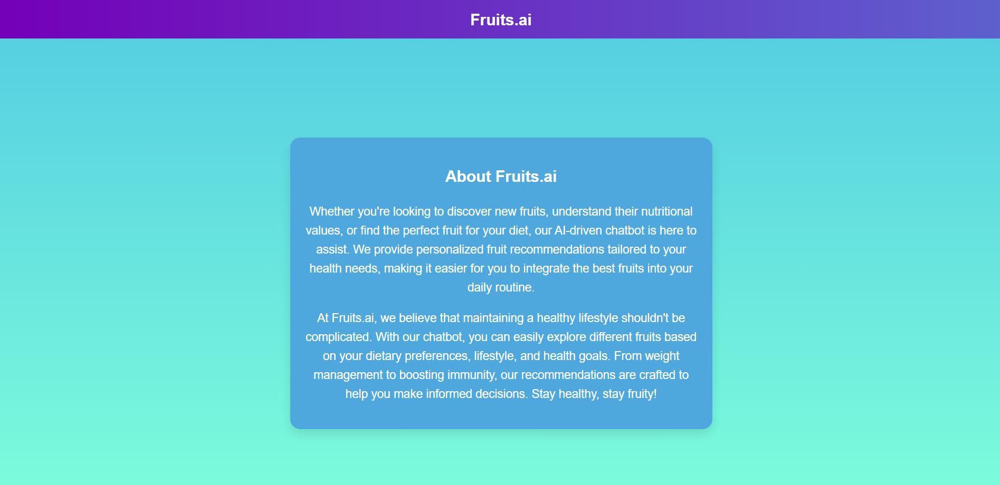 Fruits.ai
About Fruits.ai
Whether you're looking to discover new fruits, understand their nutritional
values, or find the perfect fruit for your diet, our AI-driven chatbot is here to
assist. We provide personalized fruit recommendations tailored to your
health needs, making it easier for you to integrate the best fruits into your
daily routine.
At Fruits.ai, we believe that maintaining a healthy lifestyle shouldn't be
complicated. With our chatbot, you can easily explore different fruits based
on your dietary preferences, lifestyle, and health goals. From weight
management to boosting immunity, our recommendations are crafted to
help you make informed decisions. Stay healthy, stay fruity!